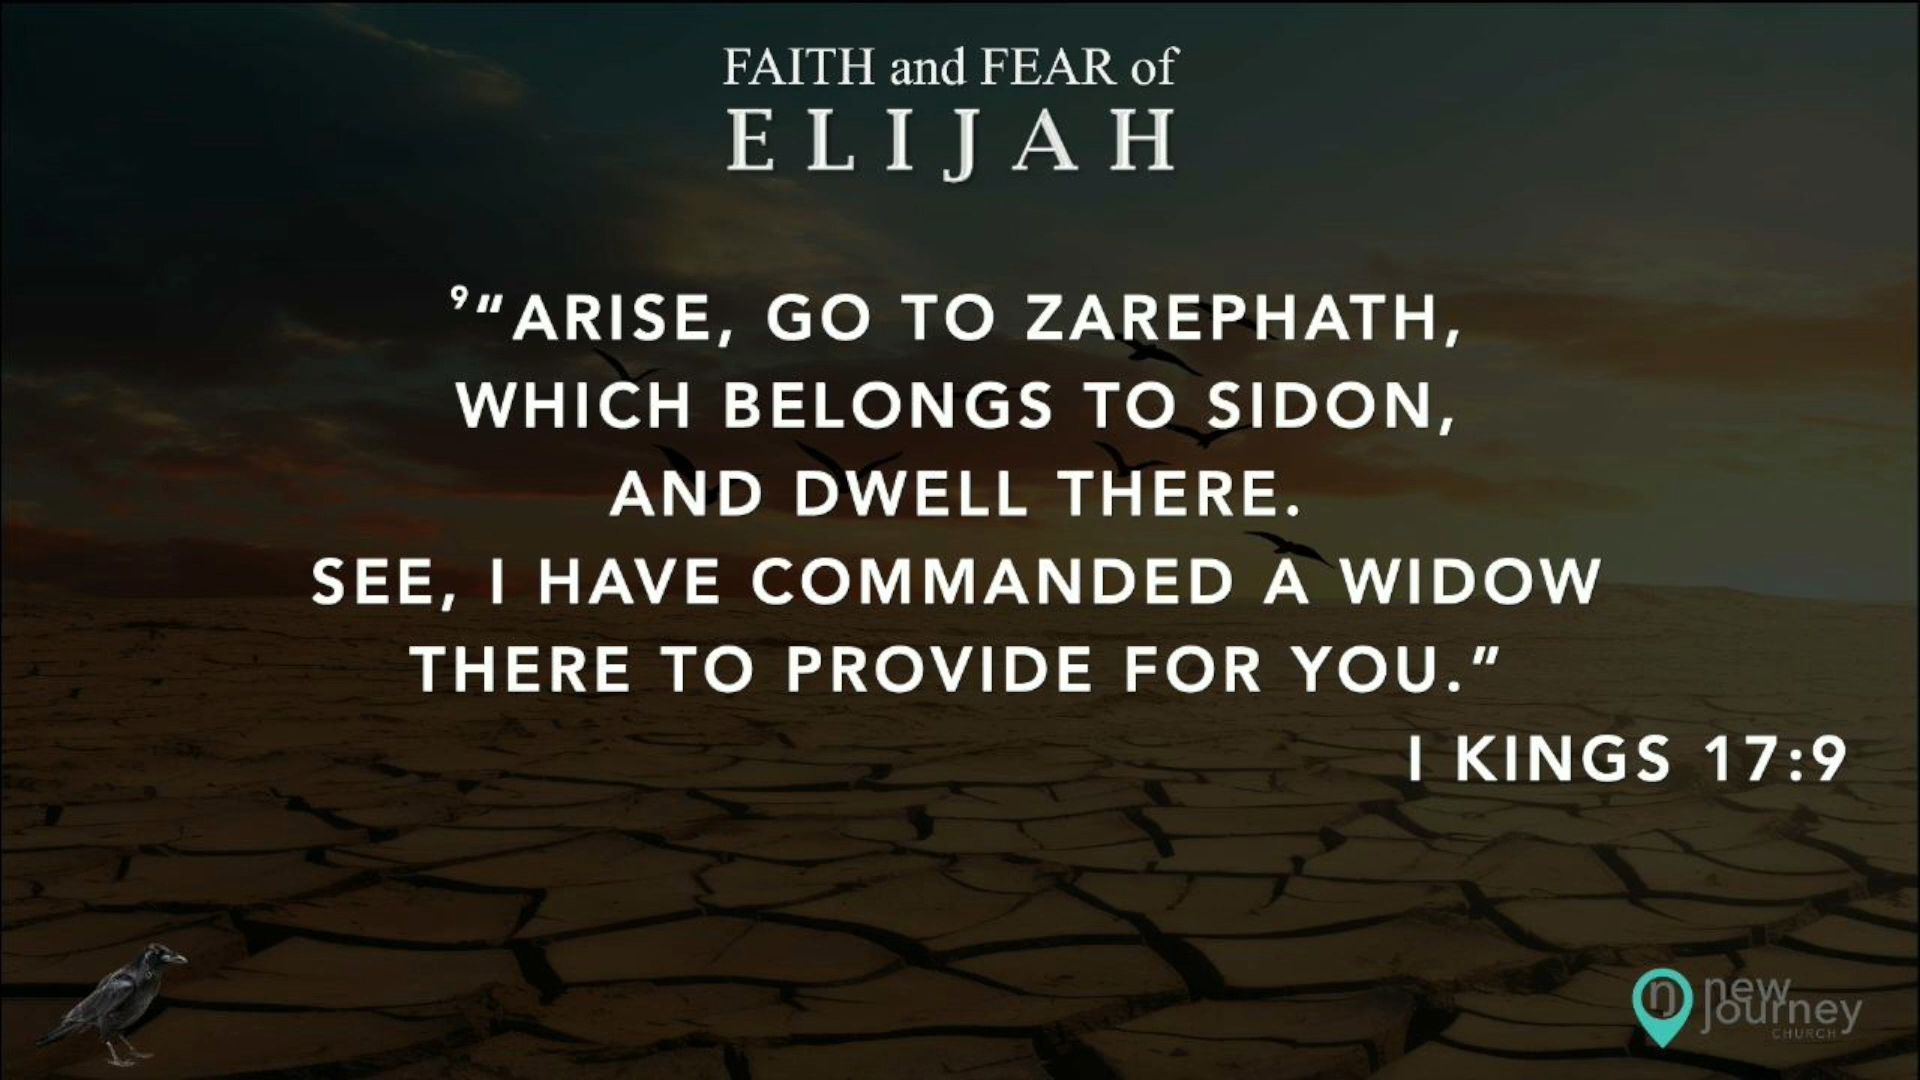 FAITH and FEAR of
ELIJAH
⁹"ARISE, GO TO ZAREPHATH,
WHICH BELONGS TO SIDON,
AND DWELL THERE.
SEE, I HAVE COMMANDED A WIDOW
THERE TO PROVIDE FOR YOU."
I KINGS 17:9
n
new
Journey
CHURCH